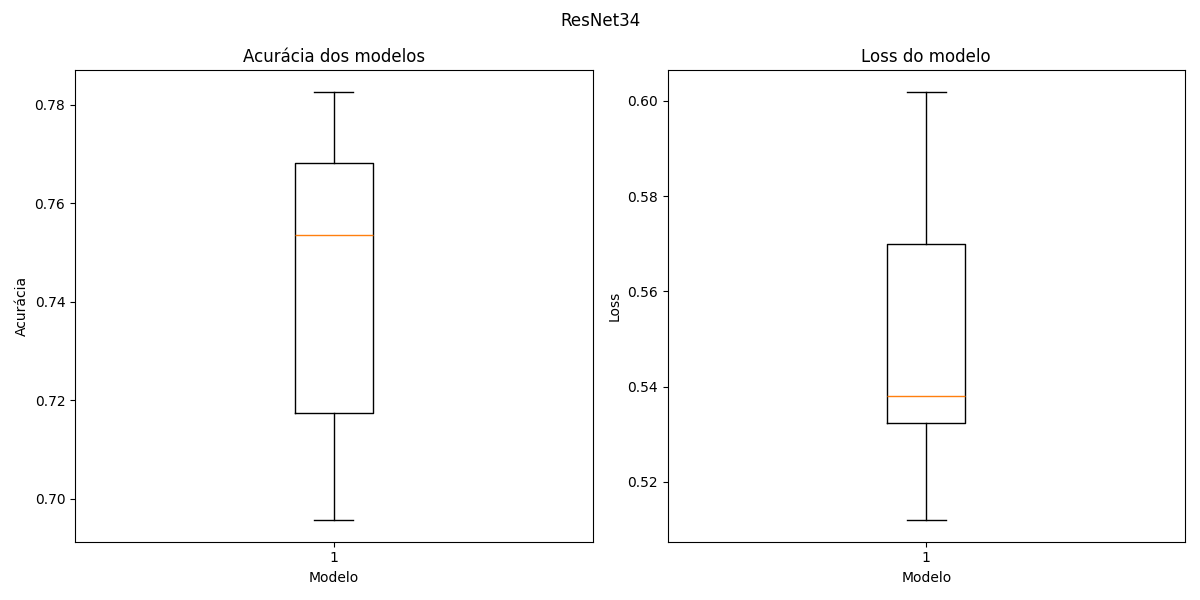 ResNet34
Acurácia dos modelos
0.78
0.76
0.74
0.72
0.70
Acurácia
1
Modelo
Loss do modelo
0.60
0.58
0.56
0.54
0.52
Loss
1
Modelo